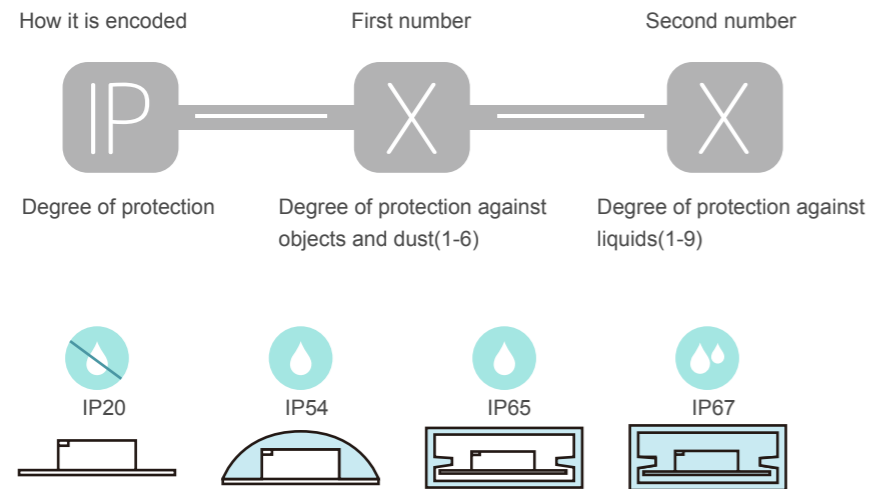 How it is encoded
First number
Second number
IP
X
X
Degree of protection
Degree of protection against
objects and dust(1-6)
Degree of protection against
liquids(1-9)
IP20
IP54
IP65
IP67